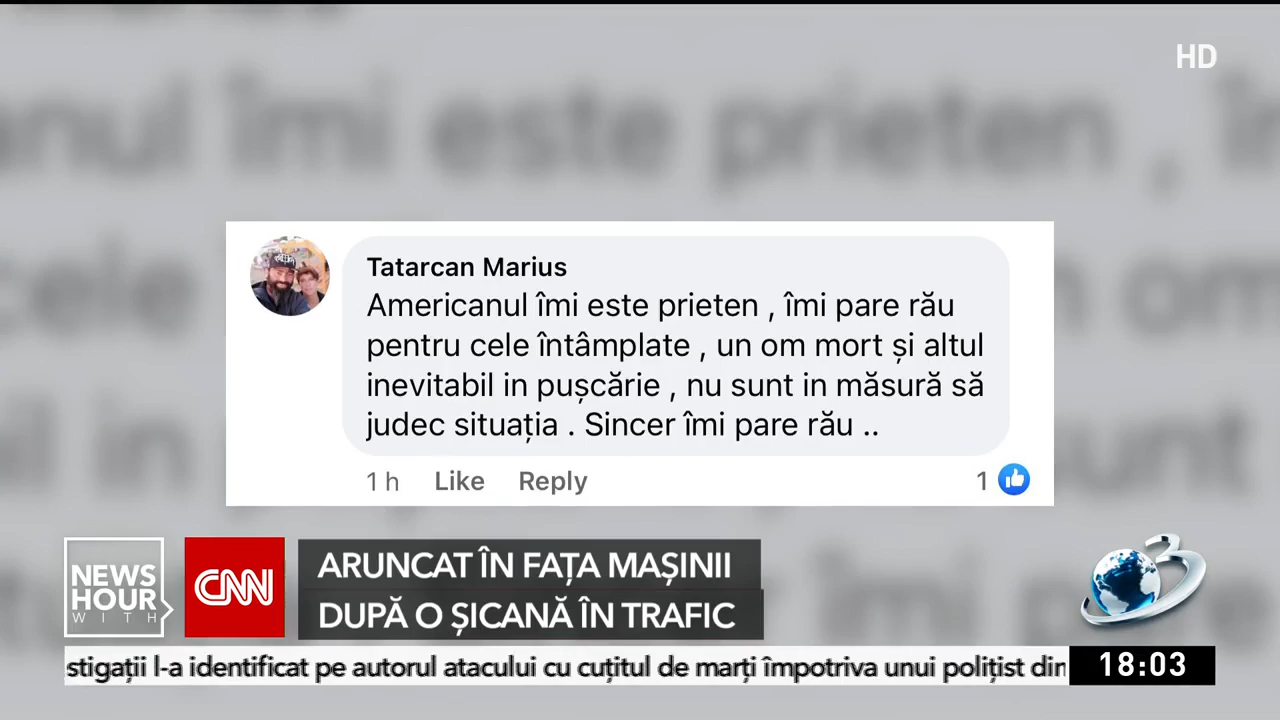 HD
Tatarcan Marius
Americanul îmi este prieten , îmi pare rău
pentru cele întâmplate , un om mort și altul
inevitabil in pușcărie , nu sunt in măsură să
judec situația . Sincer îmi pare rău ..
1 h Like Reply 1
NEWS
HOUR
WITH
CNN
ARUNCAT ÎN FAȚA MAȘINII
DUPĂ O ȘICANĂ ÎN TRAFIC
3
stigații l-a identificat pe autorul atacului cu cuțitul de marți împotriva unui polițist din
18:03